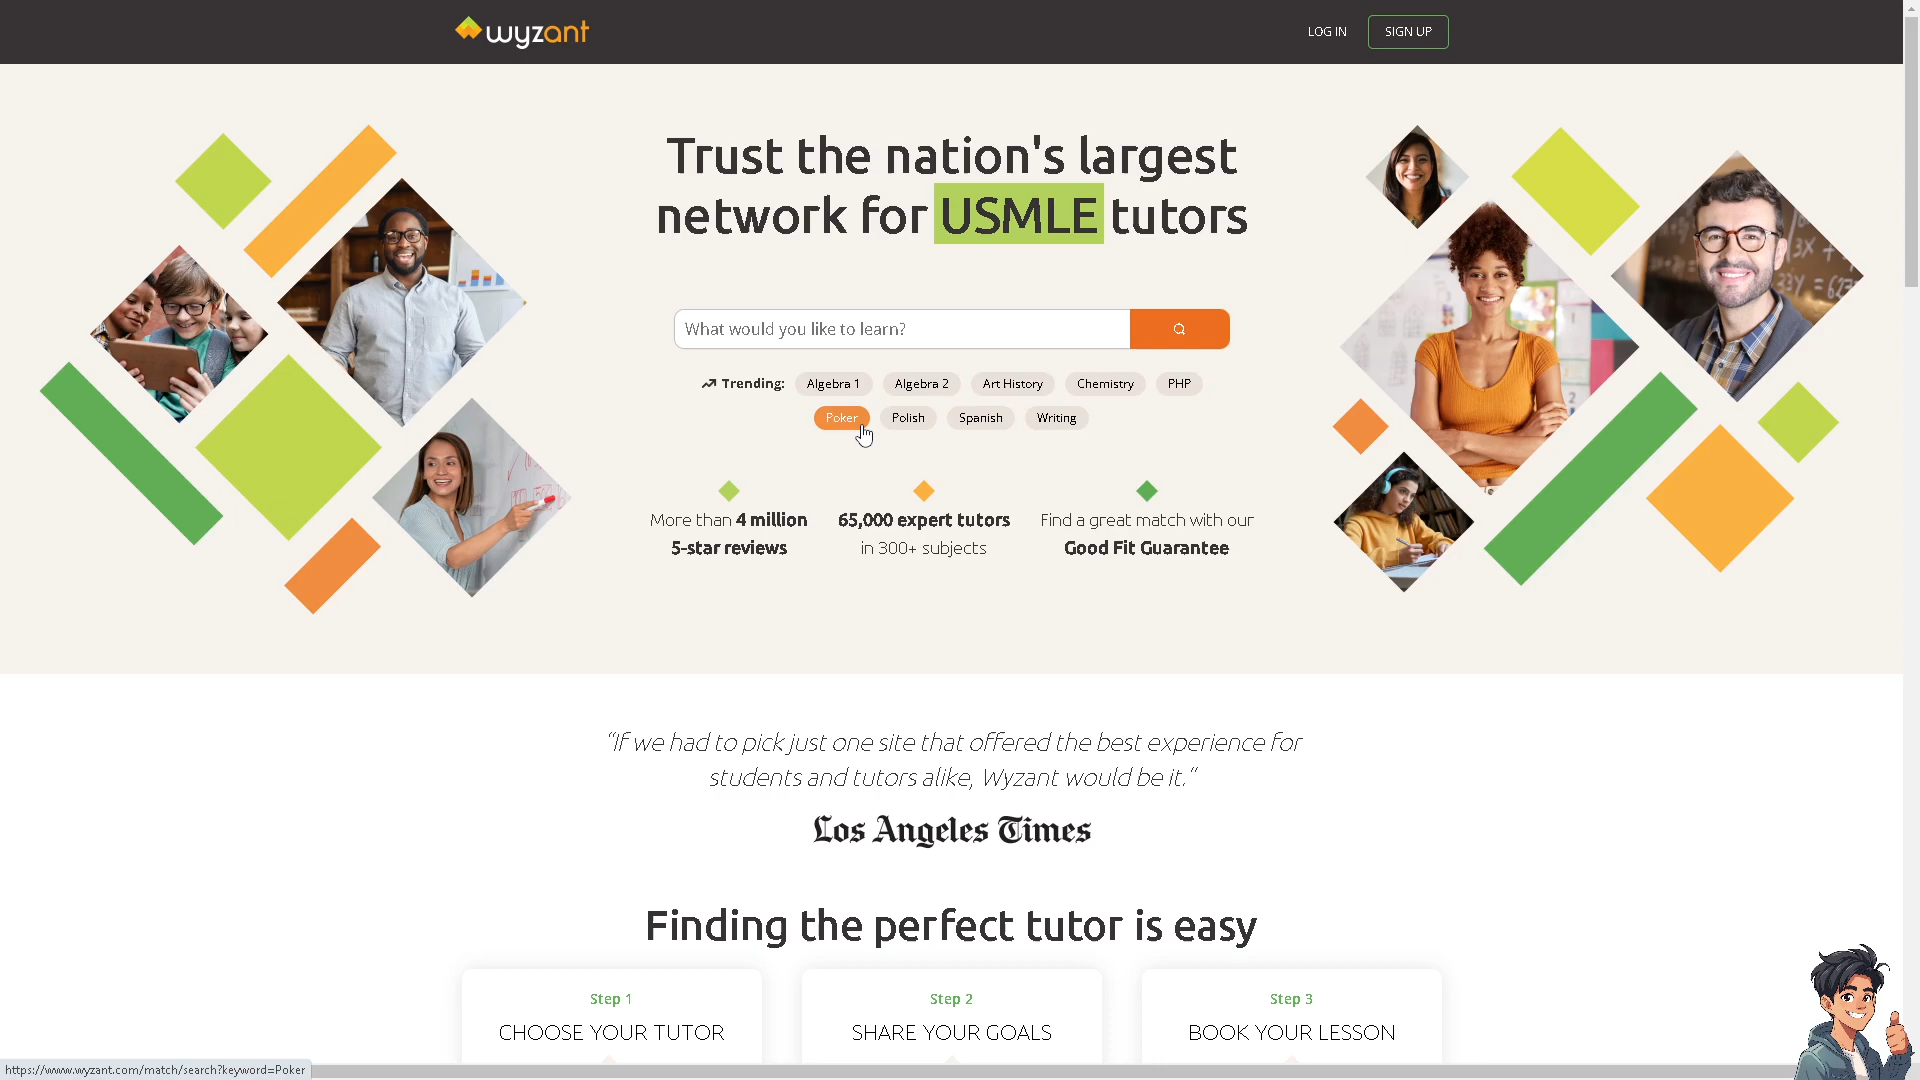 wyzant
LOG IN
SIGN UP
Trust the nation's largest
network for USMLE tutors
What would you like to learn?
Trending:
Algebra 1
Algebra 2
Art History
Chemistry
PHP
Poker
Polish
Spanish
Writing
More than 4 million
5-star reviews
65,000 expert tutors
in 300+ subjects
Find a great match with our
Good Fit Guarantee
“If we had to pick just one site that offered the best experience for
students and tutors alike, Wyzant would be it.“
Los Angeles Times
Finding the perfect tutor is easy
Step 1
CHOOSE YOUR TUTOR
Step 2
SHARE YOUR GOALS
Step 3
BOOK YOUR LESSON
https://www.wyzant.com/match/search?keyword=Poker